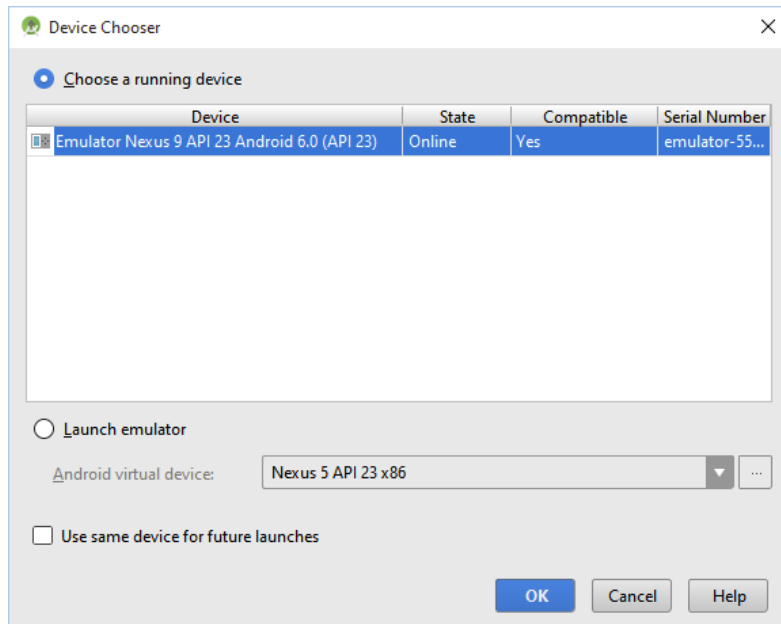 Device Chooser
Choose a running device
Device State Compatible Serial Number
Emulator Nexus 9 API 23 Android 6.0 (API 23) Online Yes emulator-55...
Launch emulator
Android virtual device: Nexus 5 API 23 x86 ...
Use same device for future launches
OK Cancel Help